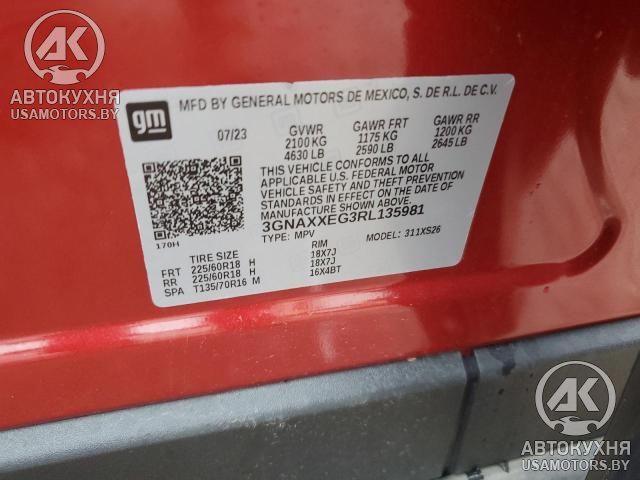 AK
АВТОКУХНЯ
USAMOTORS.BY
gm
MFD BY GENERAL MOTORS DE MEXICO, S. DE R.L. DE C.V.
07/23 GVWR GAWR FRT GAWR RR
2100 KG 1175 KG 1200 KG
4630 LB 2590 LB 2645 LB
THIS VEHICLE CONFORMS TO ALL
APPLICABLE U.S. FEDERAL MOTOR
VEHICLE SAFETY AND THEFT PREVENTION
STANDARDS IN EFFECT ON THE DATE OF
MANUFACTURE SHOWN ABOVE.
3GNAXXEG3RL135981
170H TYPE: MPV MODEL: 311XS26
TIRE SIZE RIM
FRT 225/60R18 H 18X7J
RR 225/60R18 H 18X7J
SPA T135/70R16 M 16X4BT
AK
АВТОКУХНЯ
USAMOTORS.BY